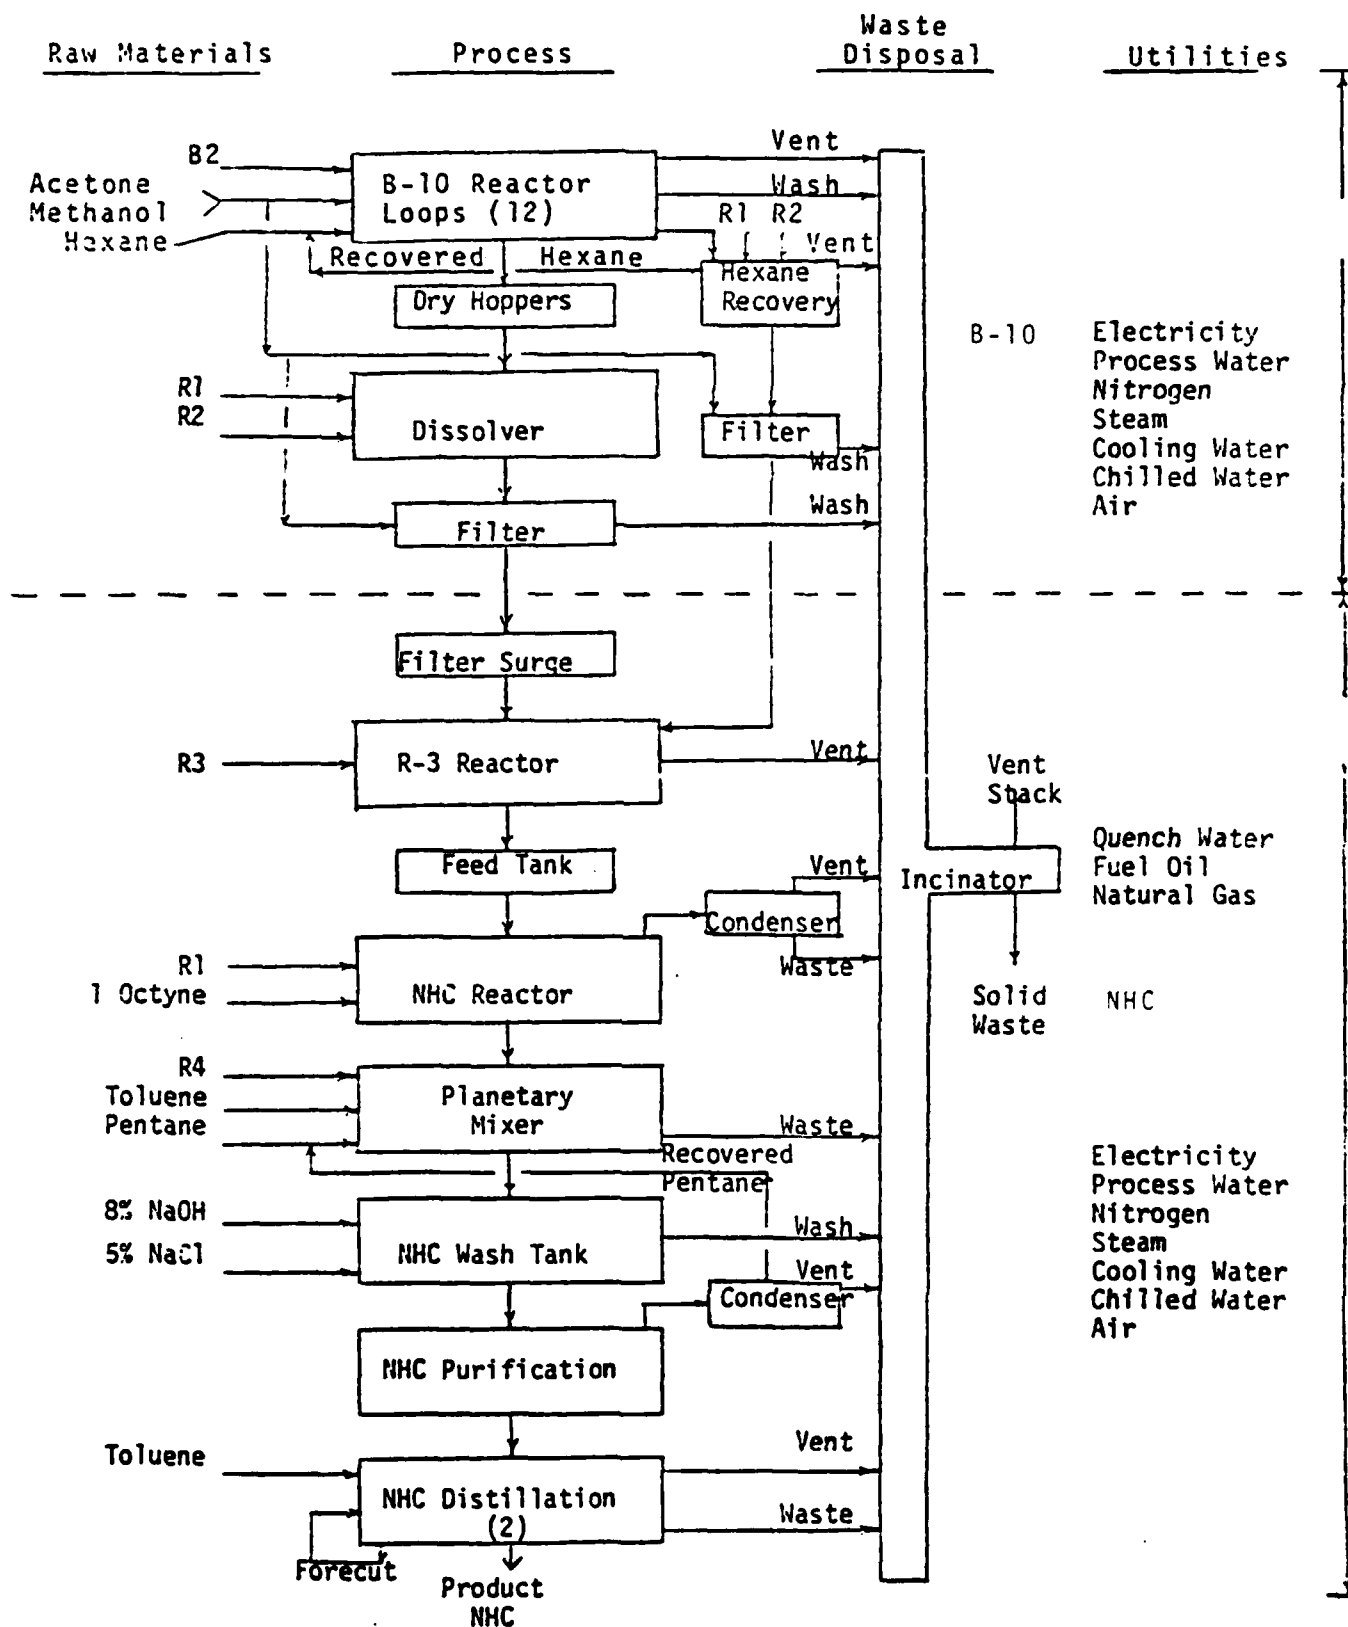 Raw Materials
Process
Waste
Disposal
Utilities
B2
Acetone
Methanol
Hexane
B-10 Reactor
Loops (12)
Vent
Wash
R1 R2
Vent
Recovered Hexane
Hexane
Recovery
Dry Hoppers
R1
R2
Dissolver
Filter
Wash
Filter
Wash
B-10
Electricity
Process Water
Nitrogen
Steam
Cooling Water
Chilled Water
Air
Filter Surge
R3
R-3 Reactor
Vent
Vent
Stack
Feed Tank
Vent
Condenser
Waste
Incinator
Quench Water
Fuel Oil
Natural Gas
R1
1 Octyne
NHC Reactor
Solid
Waste
NHC
R4
Toluene
Pentane
Planetary
Mixer
Waste
Recovered
Pentane
8% NaOH
5% NaCl
NHC Wash Tank
Wash
Vent
Condenser
Electricity
Process Water
Nitrogen
Steam
Cooling Water
Chilled Water
Air
NHC Purification
Toluene
NHC Distillation
(2)
Vent
Waste
Forecut
Product
NHC